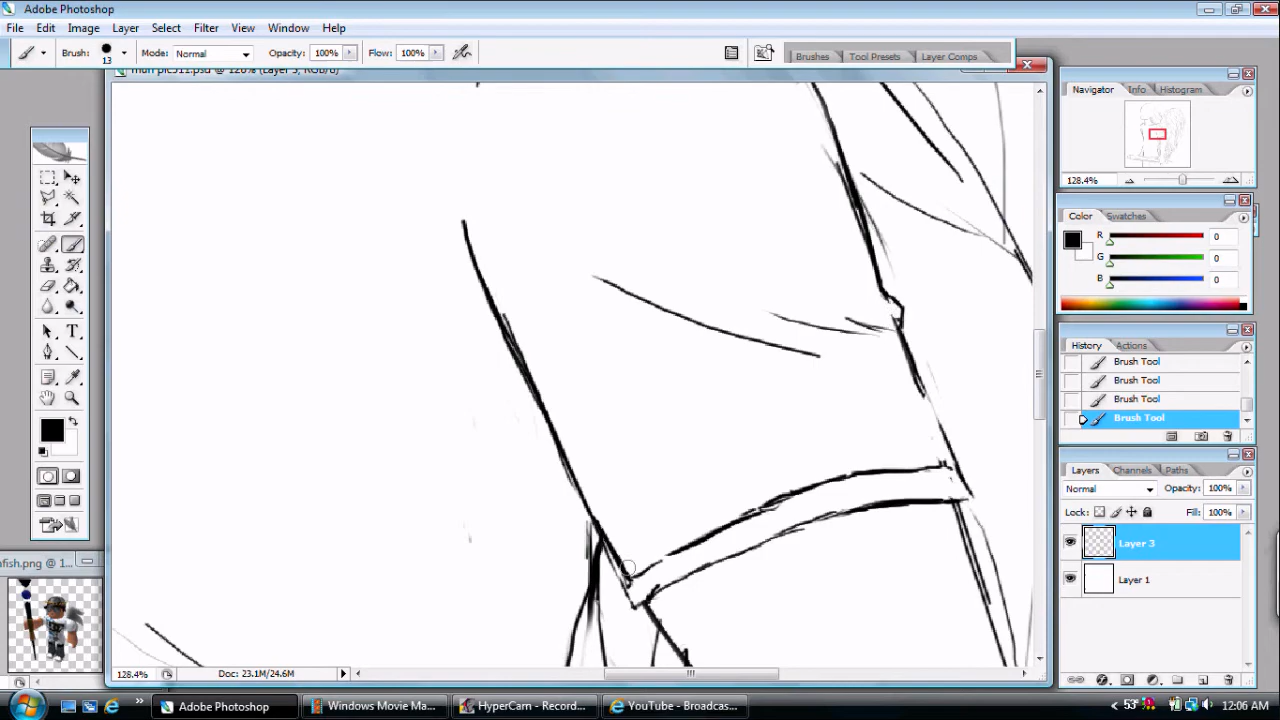 Adobe Photoshop
File Edit Image Layer Select Filter View Window Help
Brush: 13 Mode: Normal Opacity: 100% Flow: 100% Brushes Tool Presets Layer Comps
Navigator Info Histogram
128.4%
Color Swatches
R 0
G 0
B 0
History Actions
Brush Tool
Brush Tool
Brush Tool
Brush Tool
Layers Channels Paths
Normal Opacity: 100%
Lock: Fill: 100%
Layer 3
Layer 1
nfish.png @ 12...
128.4% Doc: 23.1M/24.6M
Adobe Photoshop Windows Movie Ma... HyperCam - Record... YouTube - Broadcas... 53° 12:06 AM